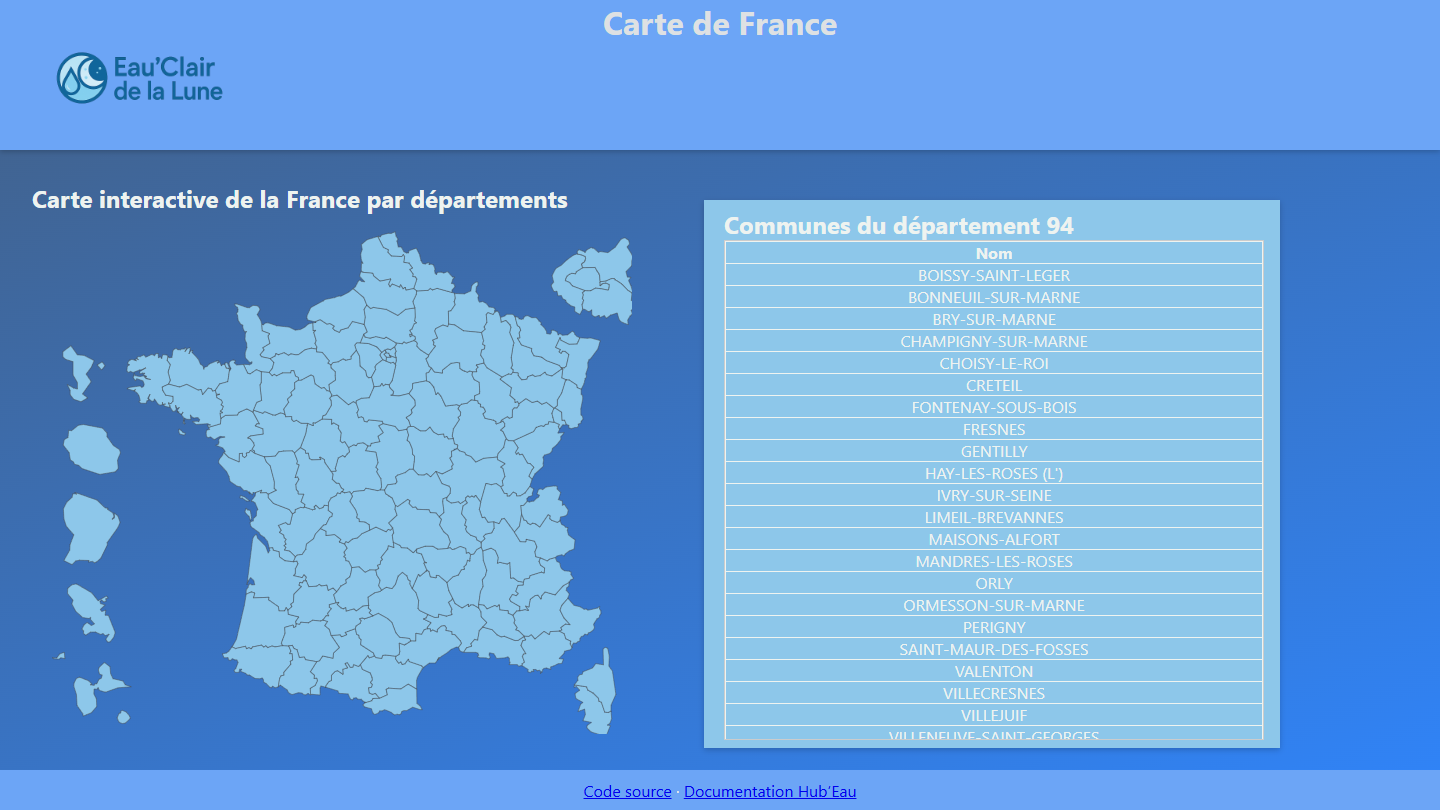 Carte de France
Eau'Clair
de la Lune
Carte interactive de la France par départements
Communes du département 94
Nom
BOISSY-SAINT-LEGER
BONNEUIL-SUR-MARNE
BRY-SUR-MARNE
CHAMPIGNY-SUR-MARNE
CHOISY-LE-ROI
CRETEIL
FONTENAY-SOUS-BOIS
FRESNES
GENTILLY
HAY-LES-ROSES (L')
IVRY-SUR-SEINE
LIMEIL-BREVANNES
MAISONS-ALFORT
MANDRES-LES-ROSES
ORLY
ORMESSON-SUR-MARNE
PERIGNY
SAINT-MAUR-DES-FOSSES
VALENTON
VILLECRESNES
VILLEJUIF
VILLENEUVE-SAINT-GEORGES
Code source · Documentation Hub'Eau